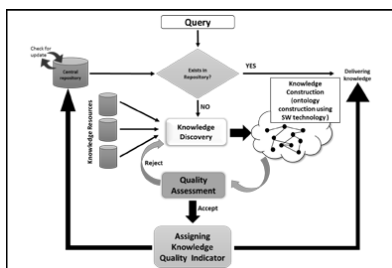 Query
Check for
update
Central
repository
Exists in
Repository?
YES
Delivering
knowledge
NO
Knowledge Resources
Knowledge
Discovery
Knowledge
Construction
(ontology
construction using
SW technology)
Reject
Quality
Assessment
Accept
Assigning
Knowledge
Quality Indicator